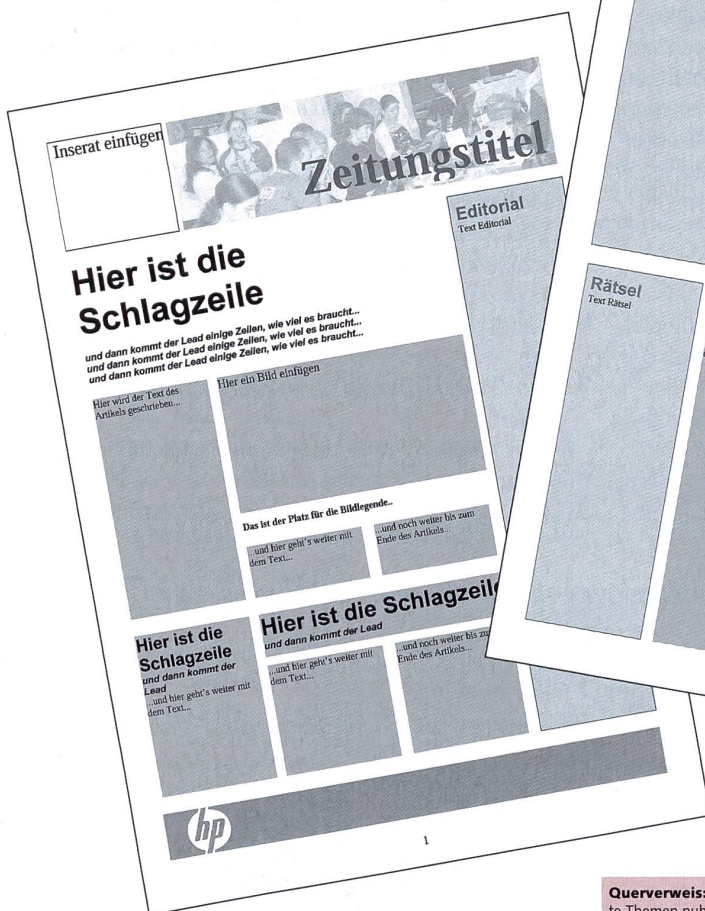 Inserat einfügen
Zeitungstitel
Editorial
Text Editorial
Hier ist die
Schlagzeile
und dann kommt der Lead einige Zeilen, wie viel es braucht...
und dann kommt der Lead einige Zeilen, wie viel es braucht...
und dann kommt der Lead einige Zeilen, wie viel es braucht...
Hier wird der Text des
Artikels geschrieben...
Hier ein Bild einfügen
Das ist der Platz für die Bildlegende..
...und hier geht's weiter mit
dem Text...
...und noch weiter bis zum
Ende des Artikels...
Hier ist die
Schlagzeile
und dann kommt der
Lead
...und hier geht's weiter mit
dem Text...
Hier ist die Schlagzeile
und dann kommt der Lead
...und hier geht's weiter mit
dem Text...
...und noch weiter bis
Ende des Artikels...
hp
1
Rätsel
Text Rätsel
Querverweis: